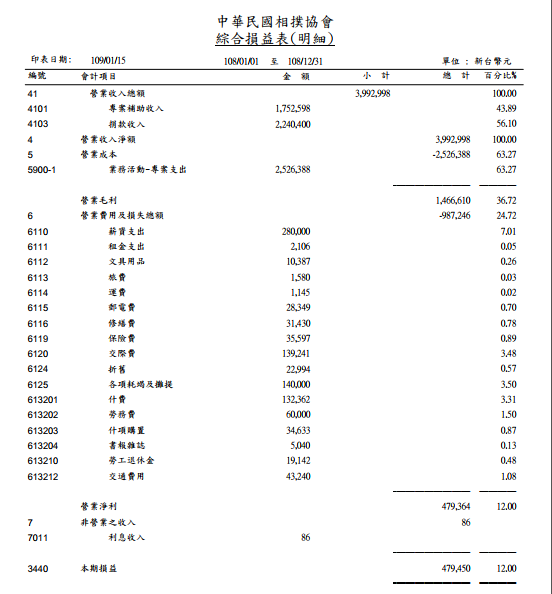 中華民國相撲協會
綜合損益表(明細)
印表日期: 109/01/15 108/01/01 至 108/12/31 單位 : 新台幣元
編號 會計項目 金 額 小 計 總 計 百分比%
41 營業收入總額 3,992,998 100.00
4101 專案補助收入 1,752,598 43.89
4103 捐款收入 2,240,400 56.10
4 營業收入淨額 3,992,998 100.00
5 營業成本 -2,526,388 63.27
5900-1 業務活動-專案支出 2,526,388 63.27
營業毛利 1,466,610 36.72
6 營業費用及損失總額 -987,246 24.72
6110 薪資支出 280,000 7.01
6111 租金支出 2,106 0.05
6112 文具用品 10,387 0.26
6113 旅費 1,580 0.03
6114 運費 1,145 0.02
6115 郵電費 28,349 0.70
6116 修繕費 31,430 0.78
6119 保險費 35,597 0.89
6120 交際費 139,241 3.48
6124 折舊 22,994 0.57
6125 各項耗竭及攤提 140,000 3.50
613201 什費 132,362 3.31
613202 勞務費 60,000 1.50
613203 什項購置 34,633 0.87
613204 書報雜誌 5,040 0.13
613210 勞工退休金 19,142 0.48
613212 交通費用 43,240 1.08
營業淨利 479,364 12.00
7 非營業之收入 86
7011 利息收入 86
3440 本期損益 479,450 12.00